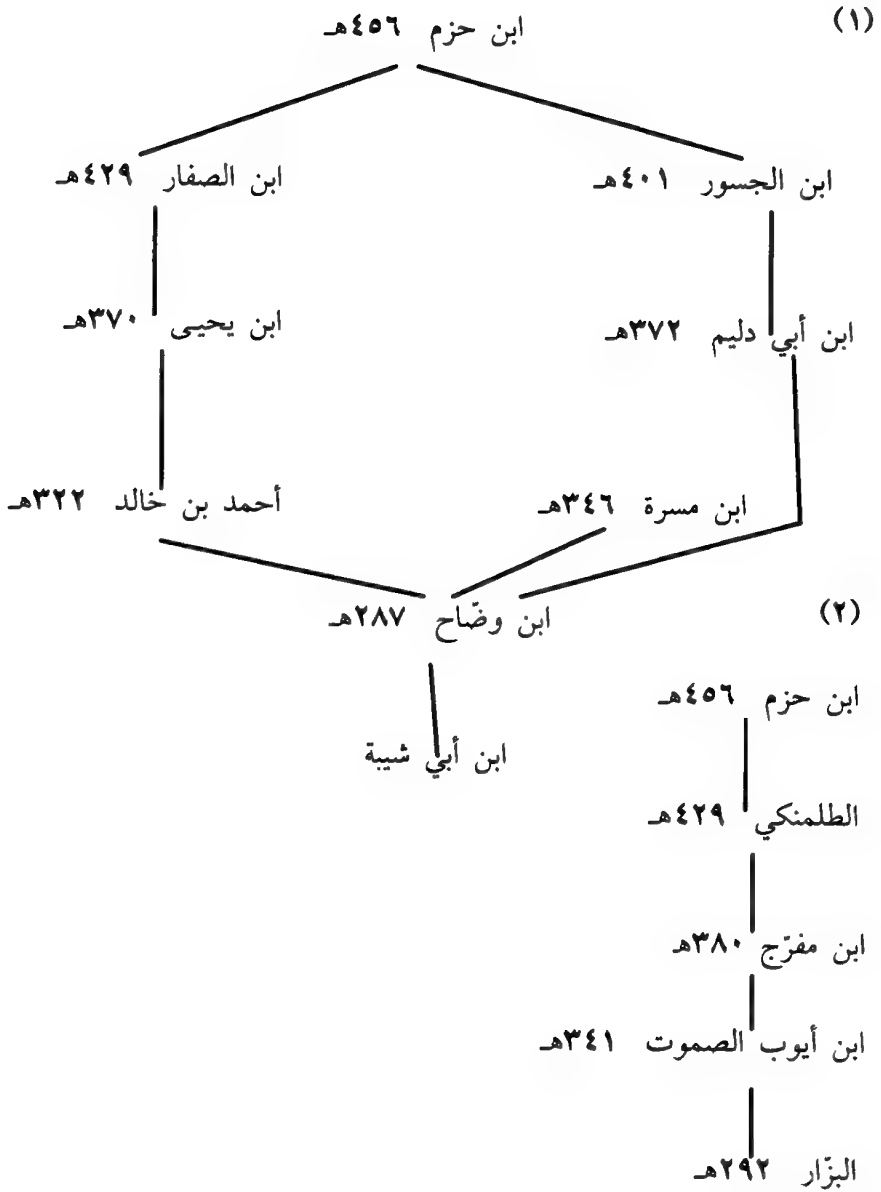 (١)
ابن حزم ٤٥٦هـ
ابن الجسور ٤٠١هـ
ابن الصفار ٤٢٩هـ
ابن أبي دليم ٣٧٢هـ
ابن يحيى ٣٧٠هـ
ابن مسرة ٣٤٦هـ
أحمد بن خالد ٣٢٢هـ
ابن وضّاح ٢٨٧هـ
ابن أبي شيبة
(٢)
ابن حزم ٤٥٦هـ
الطلمنكي ٤٢٩هـ
ابن مفرّج ٣٨٠هـ
ابن أيوب الصموت ٣٤١هـ
البزّار ٢٩٢هـ